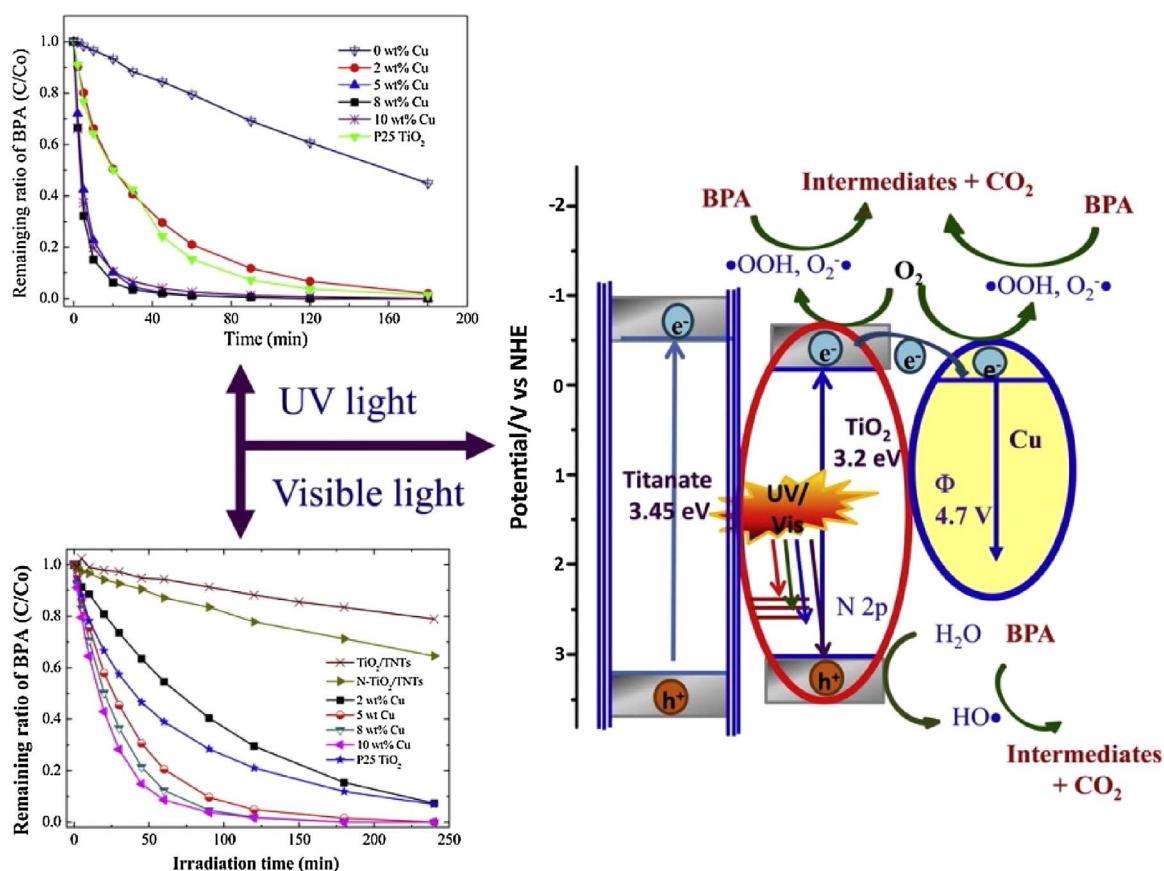 Remainging ratio of BPA (C/Co)
1.0
0.8
0.6
0.4
0.2
0.0
0 wt% Cu
2 wt% Cu
5 wt% Cu
8 wt% Cu
10 wt% Cu
P25 TiO₂
0 40 80 120 160 200
Time (min)
UV light
Visible light
Remaining ratio of BPA (C/Co)
1.0
0.8
0.6
0.4
0.2
0.0
TiO₂/TNTs
N-TiO₂/TNTs
2 wt% Cu
5 wt Cu
8 wt% Cu
10 wt% Cu
P25 TiO₂
0 50 100 150 200 250
Irradiation time (min)
Potential/V vs NHE
-2
-1
0
1
2
3
Intermediates + CO₂
BPA
BPA
•OOH, O₂⁻•
O₂
•OOH, O₂⁻•
e⁻
e⁻
e⁻
e⁻
TiO₂
3.2 eV
Cu
Titanate
3.45 eV
UV/
Vis
Φ
4.7 V
N 2p
H₂O
BPA
h⁺
h⁺
HO•
Intermediates
+ CO₂